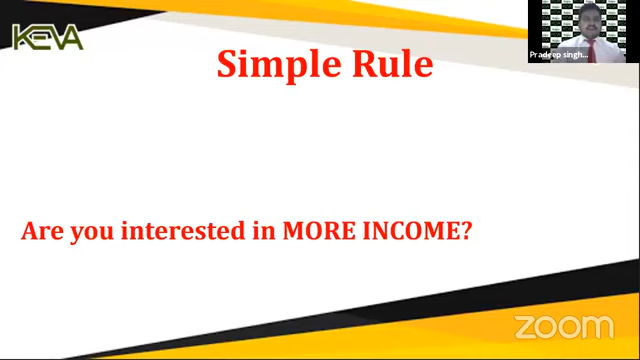 KEVA
Simple Rule
Pradeep singh...
Are you interested in MORE INCOME?
zoom